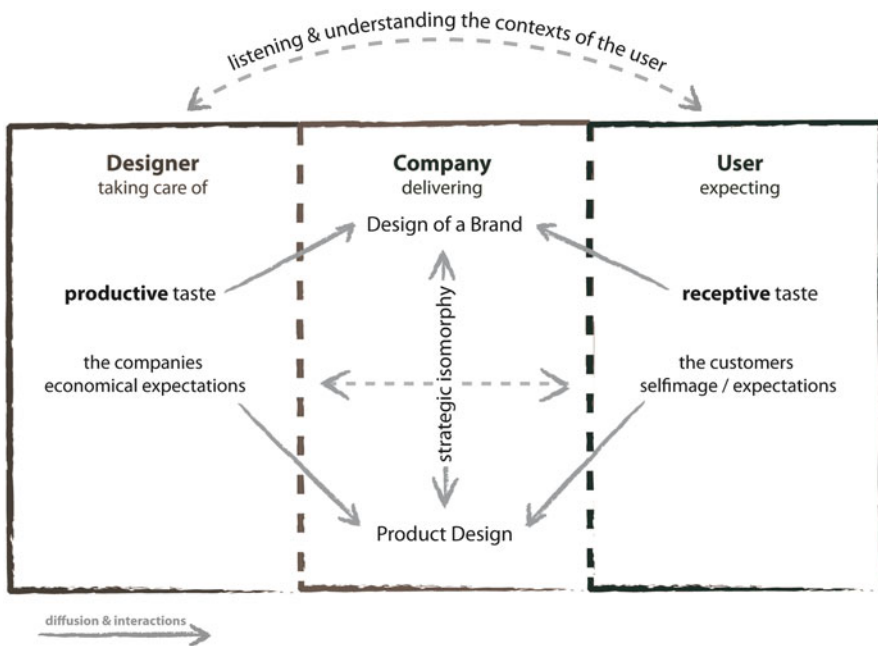 listening & understanding the contexts of the user
Designer
taking care of
Company
delivering
User
expecting
Design of a Brand
productive taste
receptive taste
strategic isomorphy
the companies
economical expectations
the customers
selfimage / expectations
Product Design
diffusion & interactions